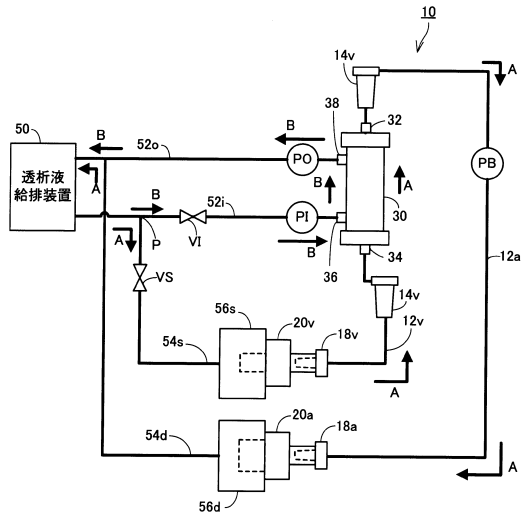 10
14v
A
50
B
52o
38
B
32
PO
PB
透析液
給排装置
A
B
52i
B
A
30
PI
A
P
VI
B
36
34
12a
VS
56s
20v
18v
14v
12v
54s
A
20a
18a
54d
A
56d